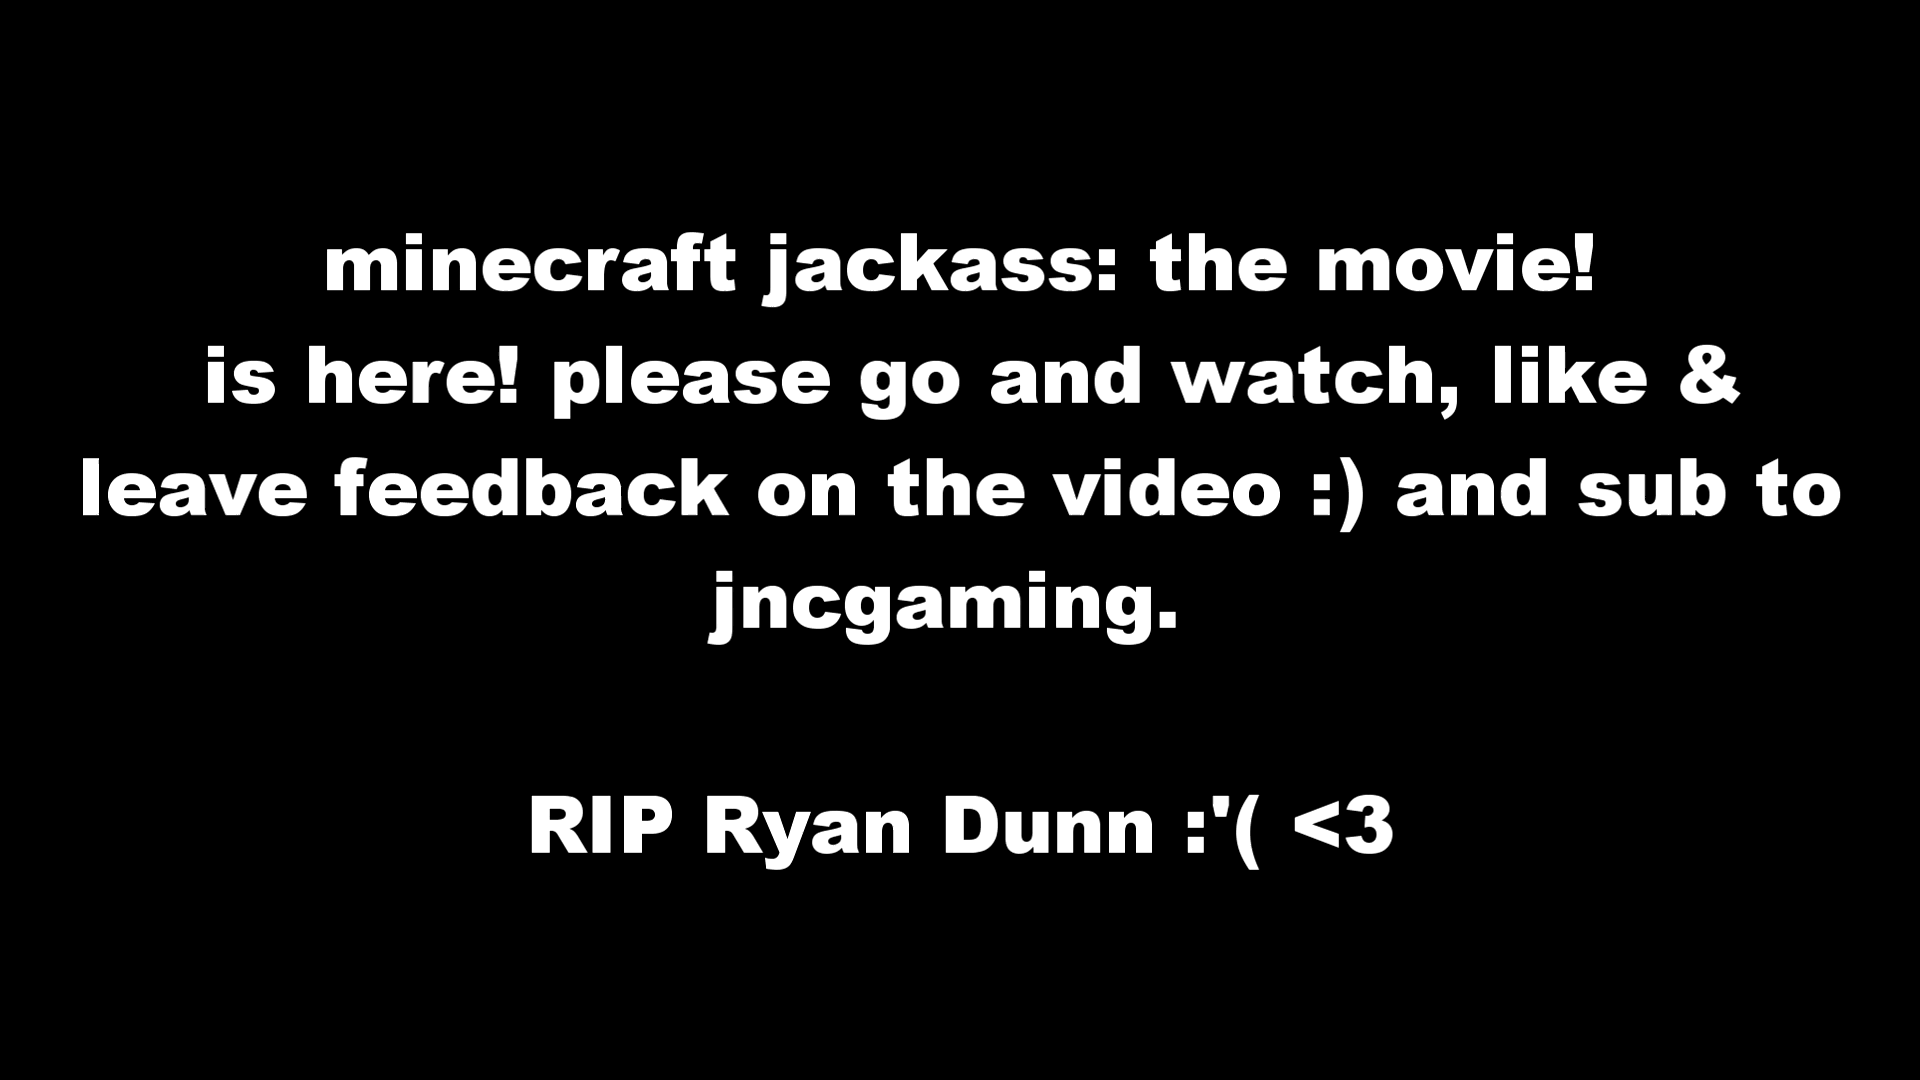 minecraft jackass: the movie!
is here! please go and watch, like &
leave feedback on the video :) and sub to
jncgaming.
RIP Ryan Dunn :'( <3